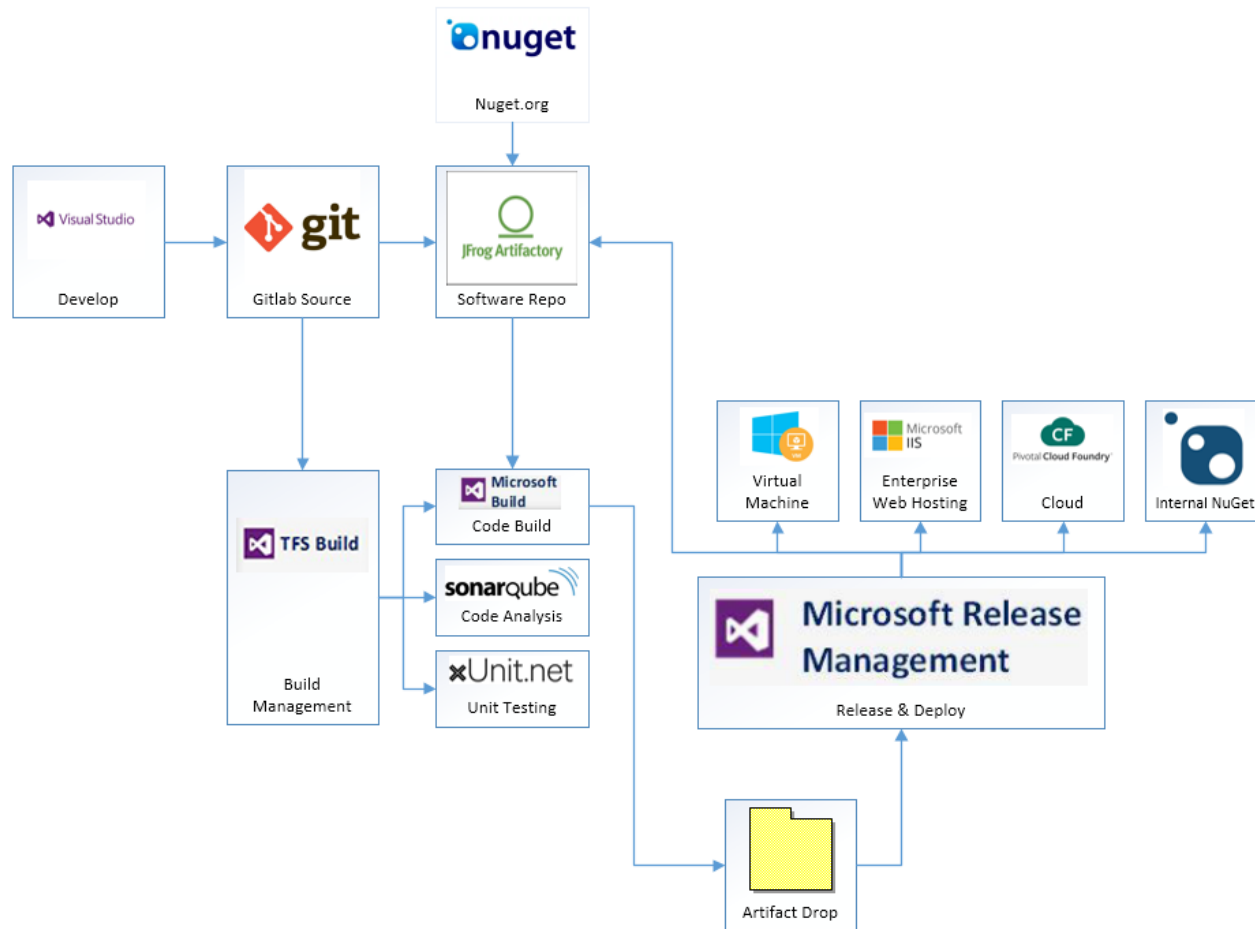 nuget
Nuget.org
Visual Studio
Develop
git
Gitlab Source
JFrog Artifactory
Software Repo
Virtual
Machine
Microsoft
IIS
Enterprise
Web Hosting
CF
Pivotal Cloud Foundry
Cloud
Internal NuGet
TFS Build
Build
Management
Microsoft
Build
Code Build
sonarqube
Code Analysis
xUnit.net
Unit Testing
Microsoft Release
Management
Release & Deploy
Artifact Drop